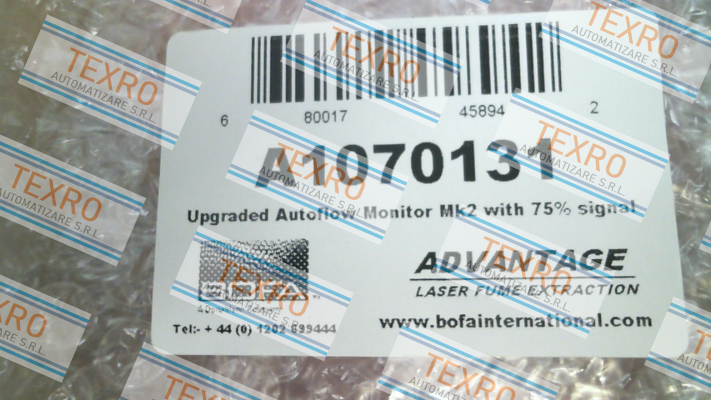 6 80017 45894 2
A1070131
Upgraded Autoflow Monitor Mk2 with 75% signal
BOFA
ADVANTAGE
LASER FUME EXTRACTION
Tel:- + 44 (0) 1202 699444
www.bofainternational.com
TEXRO
AUTOMATIZARE S.R.L.